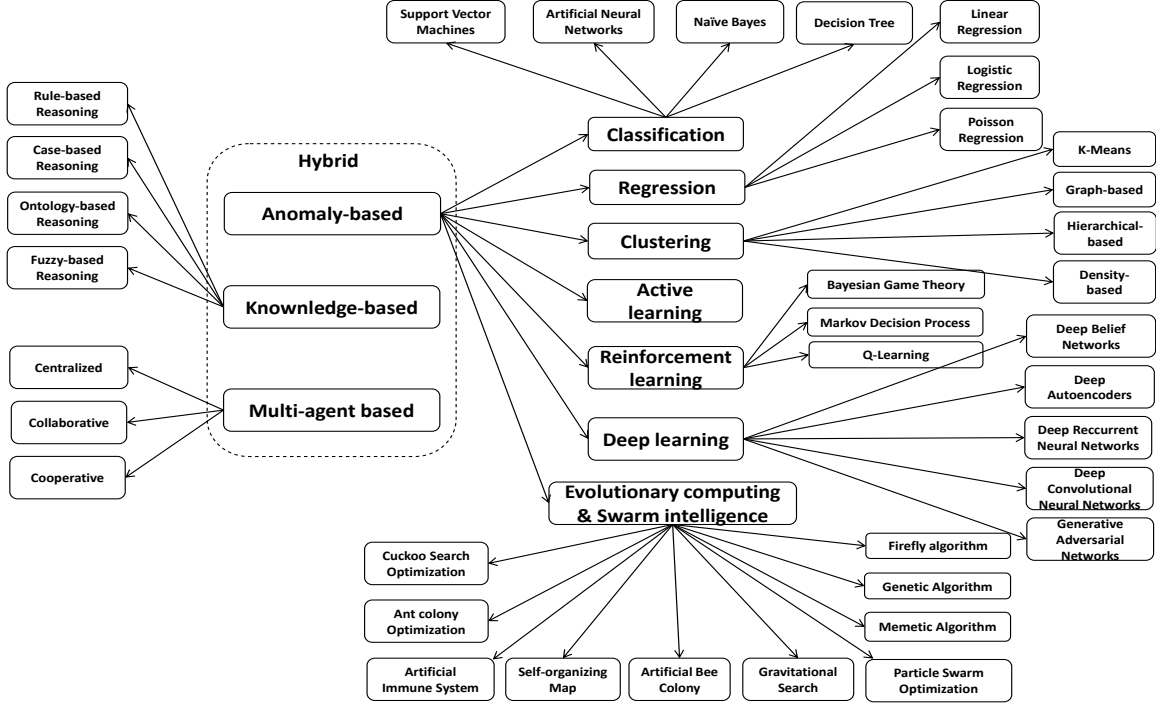 Support Vector
Machines
Artificial Neural
Networks
Naïve Bayes
Decision Tree
Linear
Regression
Logistic
Regression
Poisson
Regression
Rule-based
Reasoning
Case-based
Reasoning
Ontology-based
Reasoning
Fuzzy-based
Reasoning
Centralized
Collaborative
Cooperative
Hybrid
Anomaly-based
Knownledge-based
Multi-agent based
Classification
Regression
Clustering
Active
learning
Reinforcement
learning
Deep learning
Evolutionary computing
& Swarm intelligence
K-Means
Graph-based
Hierarchical-
based
Density-
based
Bayesian Game Theory
Markov Decision Process
Q-Learning
Deep Belief
Networks
Deep
Autoencoders
Deep Reccurrent
Neural Networks
Deep
Convolutional
Neural Networks
Generative
Adversarial
Networks
Cuckoo Search
Optimization
Ant colony
Optimization
Artificial
Immune System
Self-organizing
Map
Artificial Bee
Colony
Gravitational
Search
Particle Swarm
Optimization
Firefly algorithm
Genetic Algorithm
Memetic Algorithm